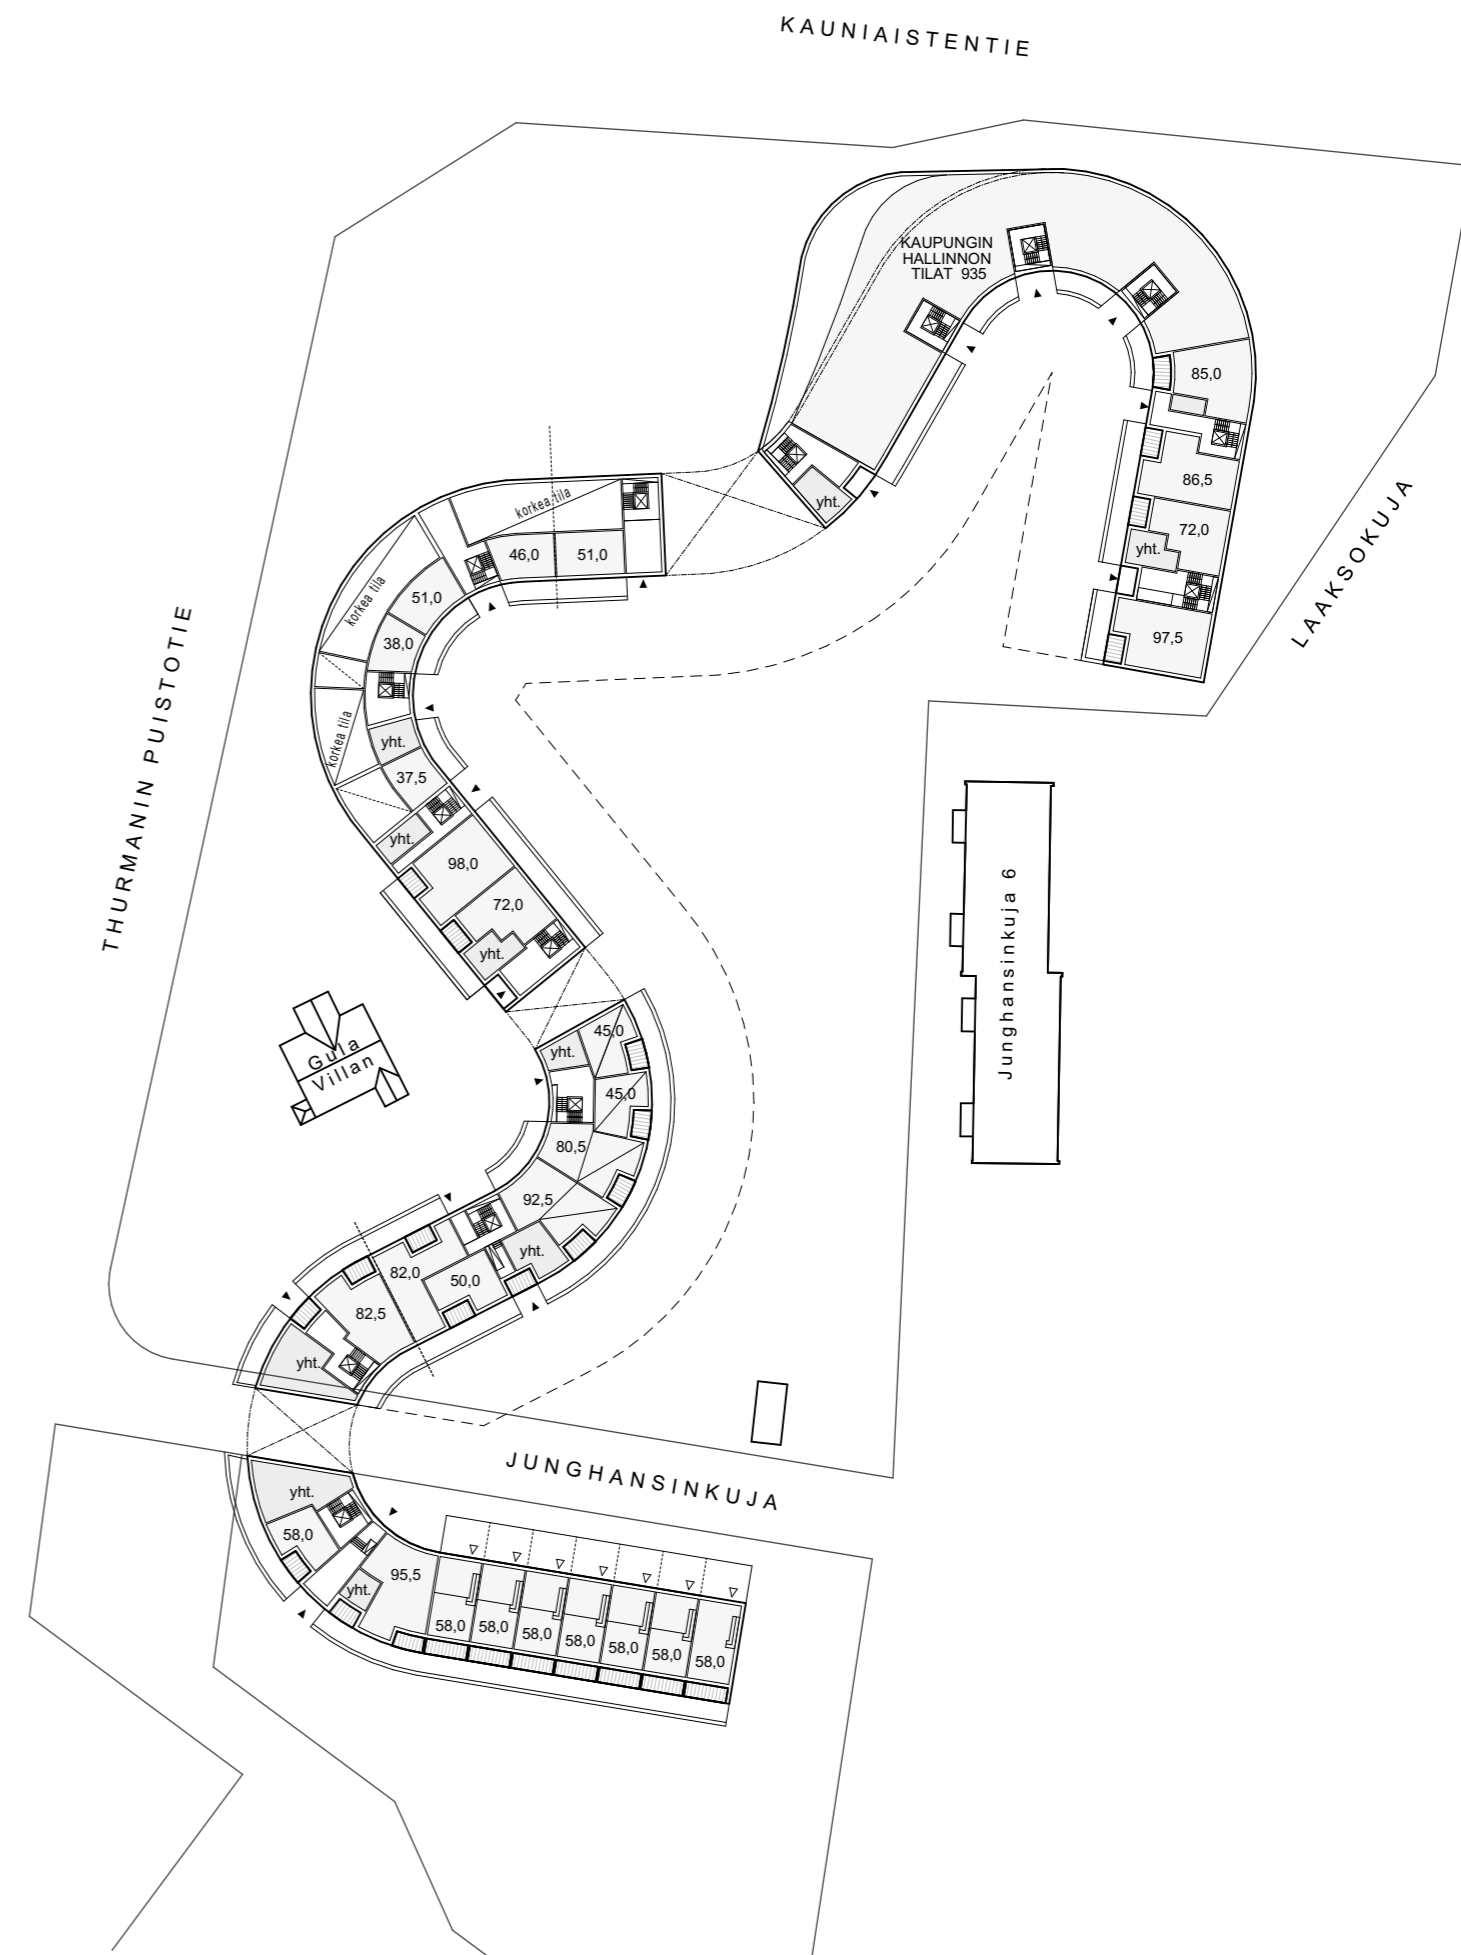 KAUNIAISTENTIE
KAUPUNGIN
HALLINNON
TILAT 935
85,0
86,5
72,0
yht.
97,5
LAAKSOKUJA
yht.
korkea tila
46,0
51,0
korkea tila
51,0
38,0
korkea tila
yht.
37,5
yht.
98,0
72,0
yht.
THURMANIN PUISTOTIE
Junghansinkuja 6
Gula
Villan
45,0
yht.
45,0
80,5
92,5
yht.
82,0
50,0
82,5
yht.
JUNGHANSINKUJA
yht.
58,0
95,5
yht.
58,0
58,0
58,0
58,0
58,0
58,0
58,0